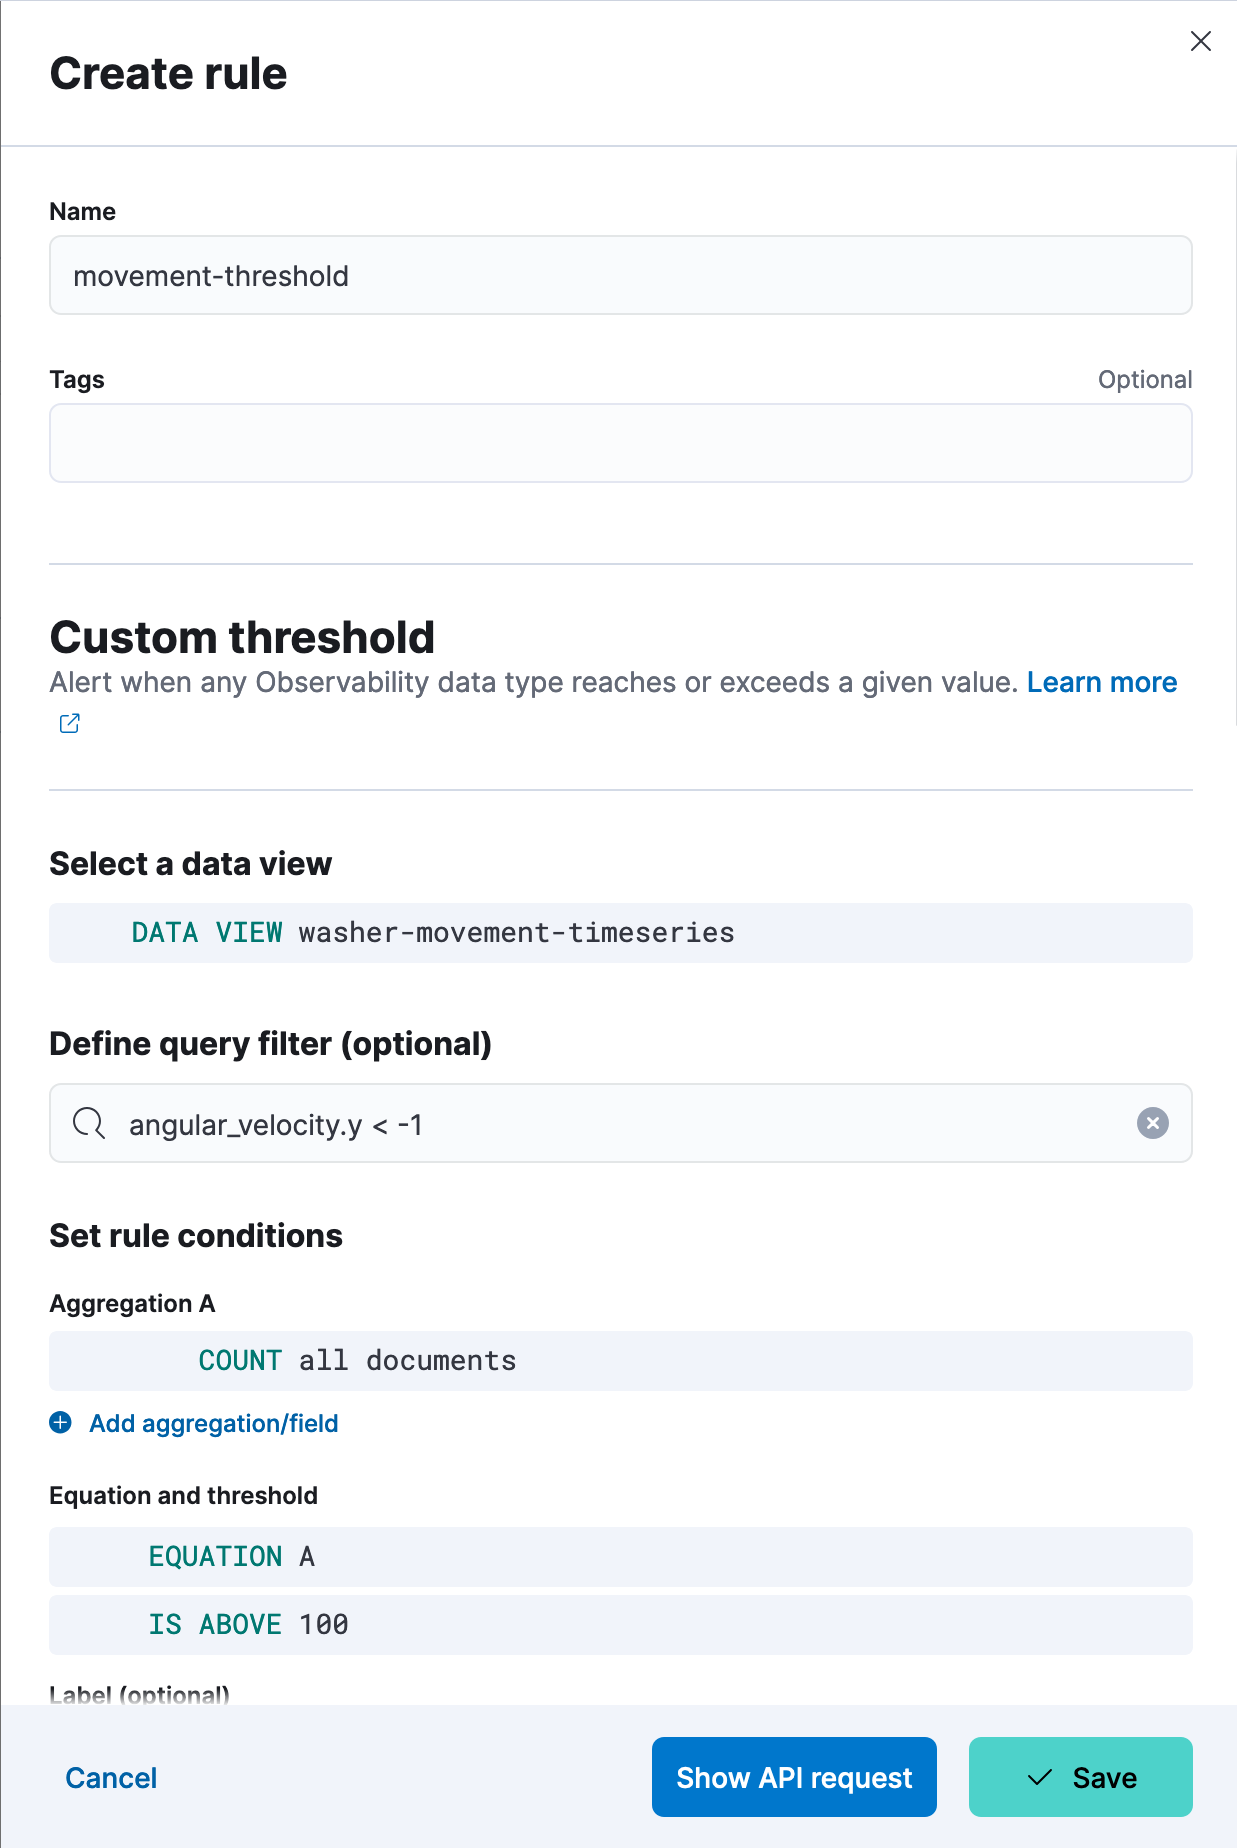 Create rule
Name
movement-threshold
Tags
Optional
Custom threshold
Alert when any Observability data type reaches or exceeds a given value. Learn more
Select a data view
DATA VIEW washer-movement-timeseries
Define query filter (optional)
angular_velocity.y < -1
Set rule conditions
Aggregation A
COUNT all documents
Add aggregation/field
Equation and threshold
EQUATION A
IS ABOVE 100
Label (optional)
Cancel
Show API request
Save